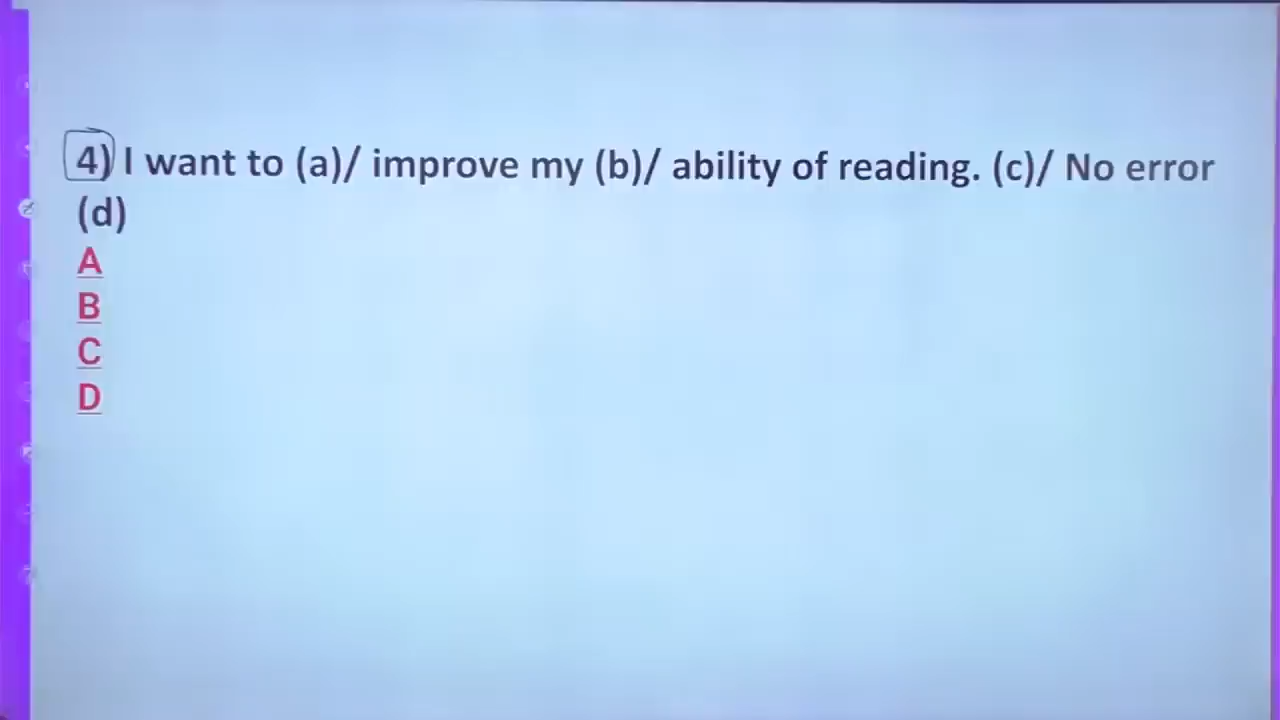 4) I want to (a)/ improve my (b)/ ability of reading. (c)/ No error
(d)
A
B
C
D